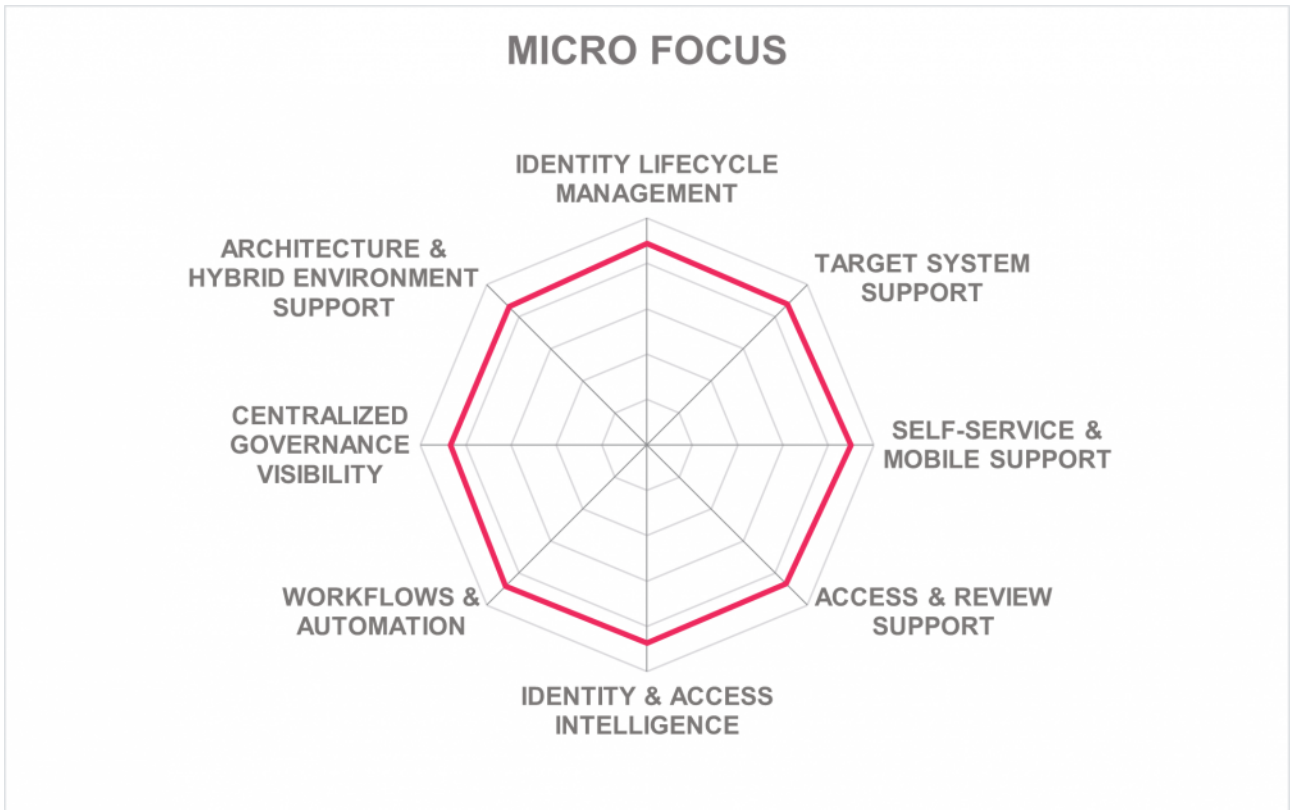 MICRO FOCUS
IDENTITY LIFECYCLE
MANAGEMENT
TARGET SYSTEM
SUPPORT
SELF-SERVICE &
MOBILE SUPPORT
ACCESS & REVIEW
SUPPORT
IDENTITY & ACCESS
INTELLIGENCE
WORKFLOWS &
AUTOMATION
CENTRALIZED
GOVERNANCE
VISIBILITY
ARCHITECTURE &
HYBRID ENVIRONMENT
SUPPORT